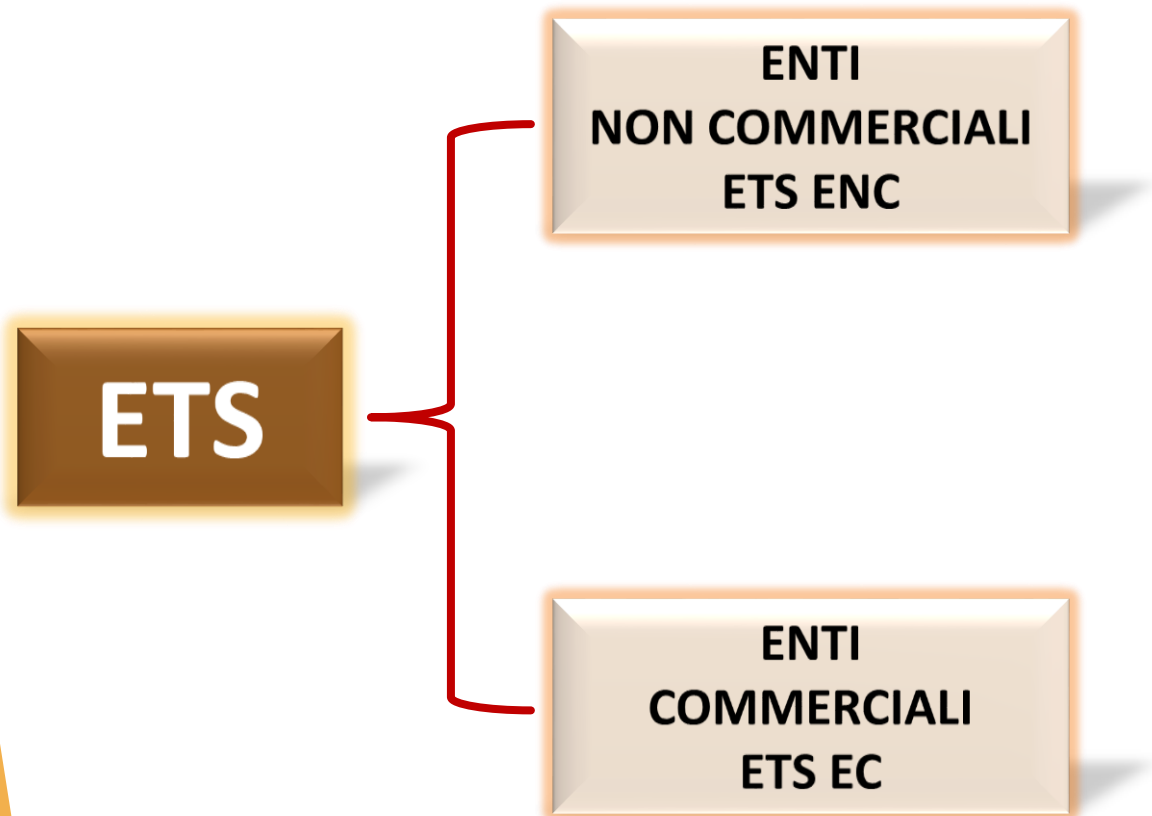 ENTI
NON COMMERCIALI
ETS ENC
ETS
ENTI
COMMERCIALI
ETS EC